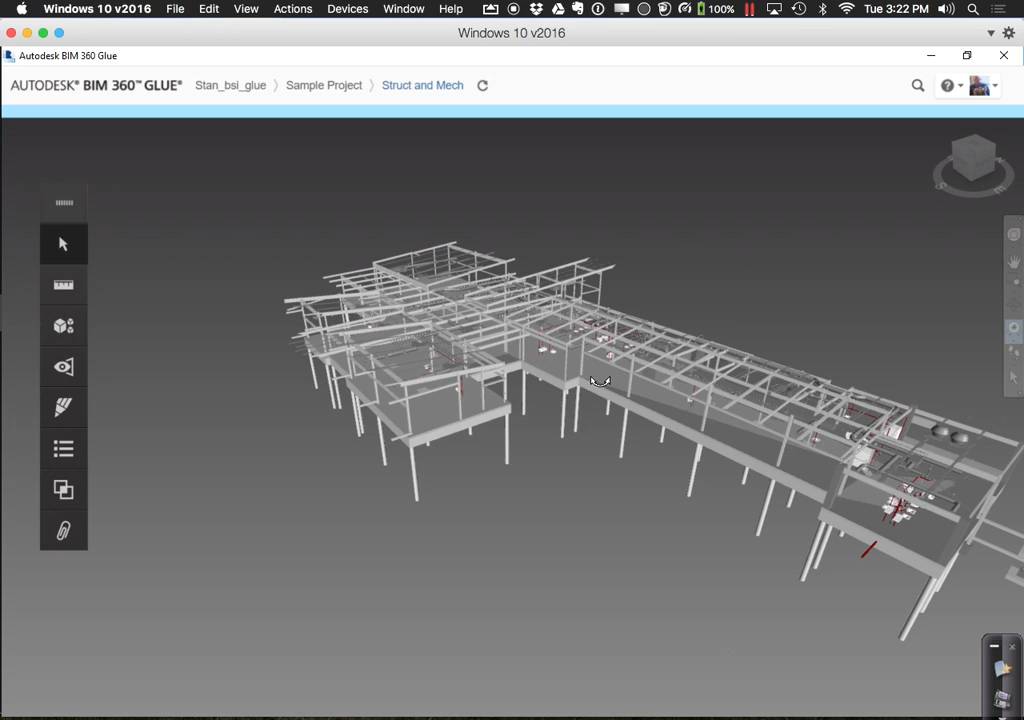 Windows 10 v2016 File Edit View Actions Devices Window Help 100% Tue 3:22 PM
Windows 10 v2016
Autodesk BIM 360 Glue
AUTODESK® BIM 360™ GLUE® Stan_bsi_glue Sample Project Struct and Mech